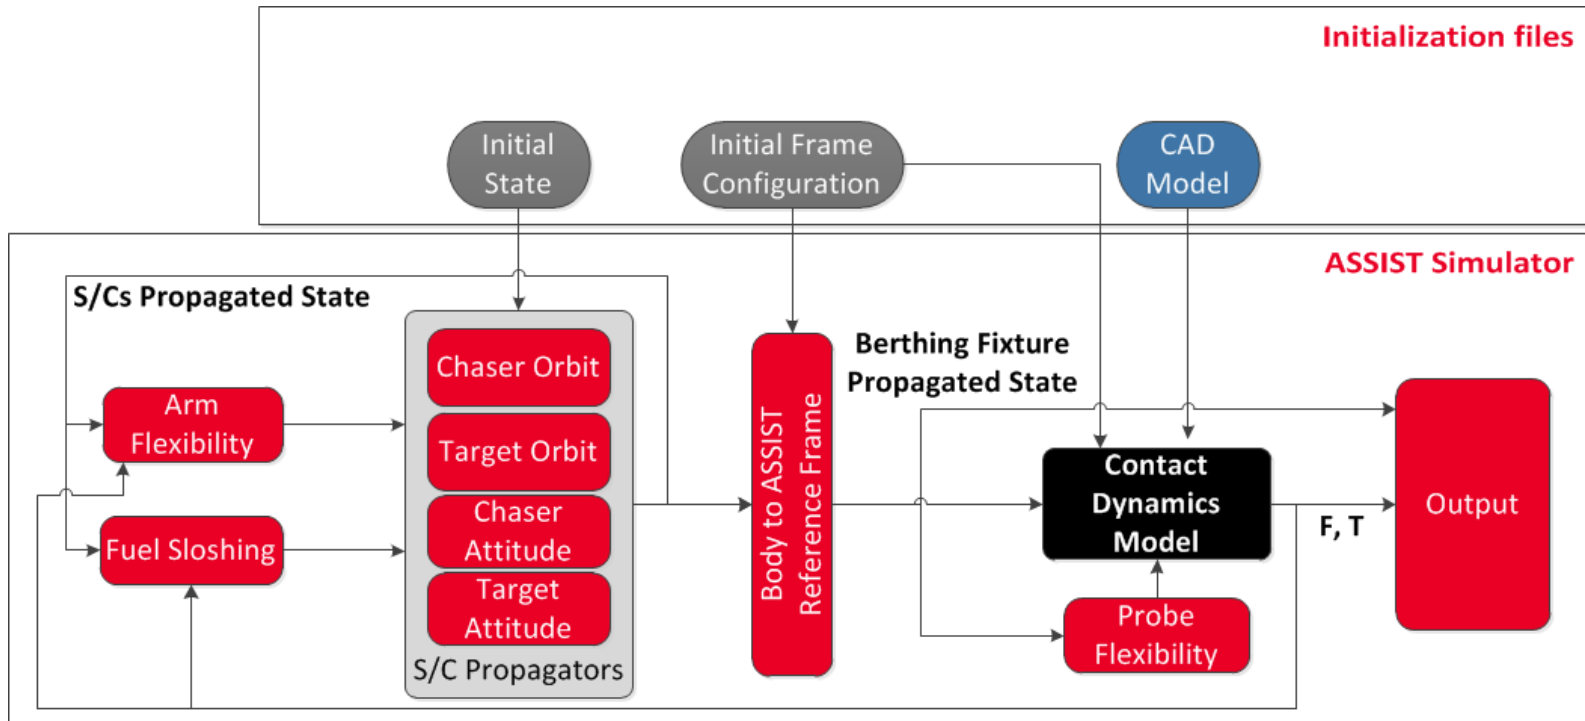 Initialization files
Initial
State
Initial Frame
Configuration
CAD
Model
ASSIST Simulator
S/Cs Propagated State
Arm
Flexibility
Fuel Sloshing
Chaser Orbit
Target Orbit
Chaser
Attitude
Target
Attitude
S/C Propagators
Body to ASSIST
Reference Frame
Berthing Fixture
Propagated State
Contact
Dynamics
Model
Probe
Flexibility
F, T
Output